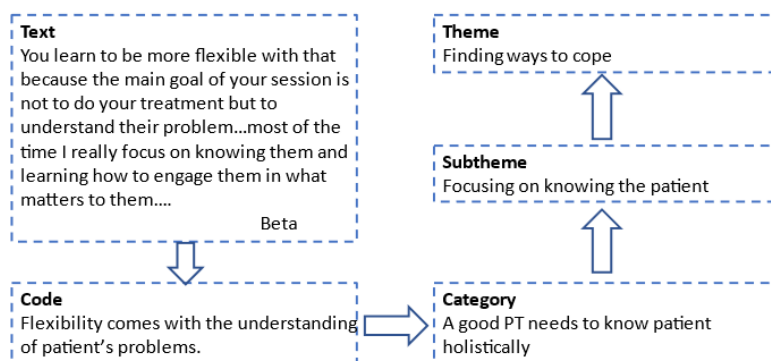 Text
You learn to be more flexible with that
because the main goal of your session is
not to do your treatment but to
understand their problem...most of the
time I really focus on knowing them and
learning how to engage them in what
matters to them....
Beta
Code
Flexibility comes with the understanding
of patient's problems.
Category
A good PT needs to know patient
holistically
Subtheme
Focusing on knowing the patient
Theme
Finding ways to cope